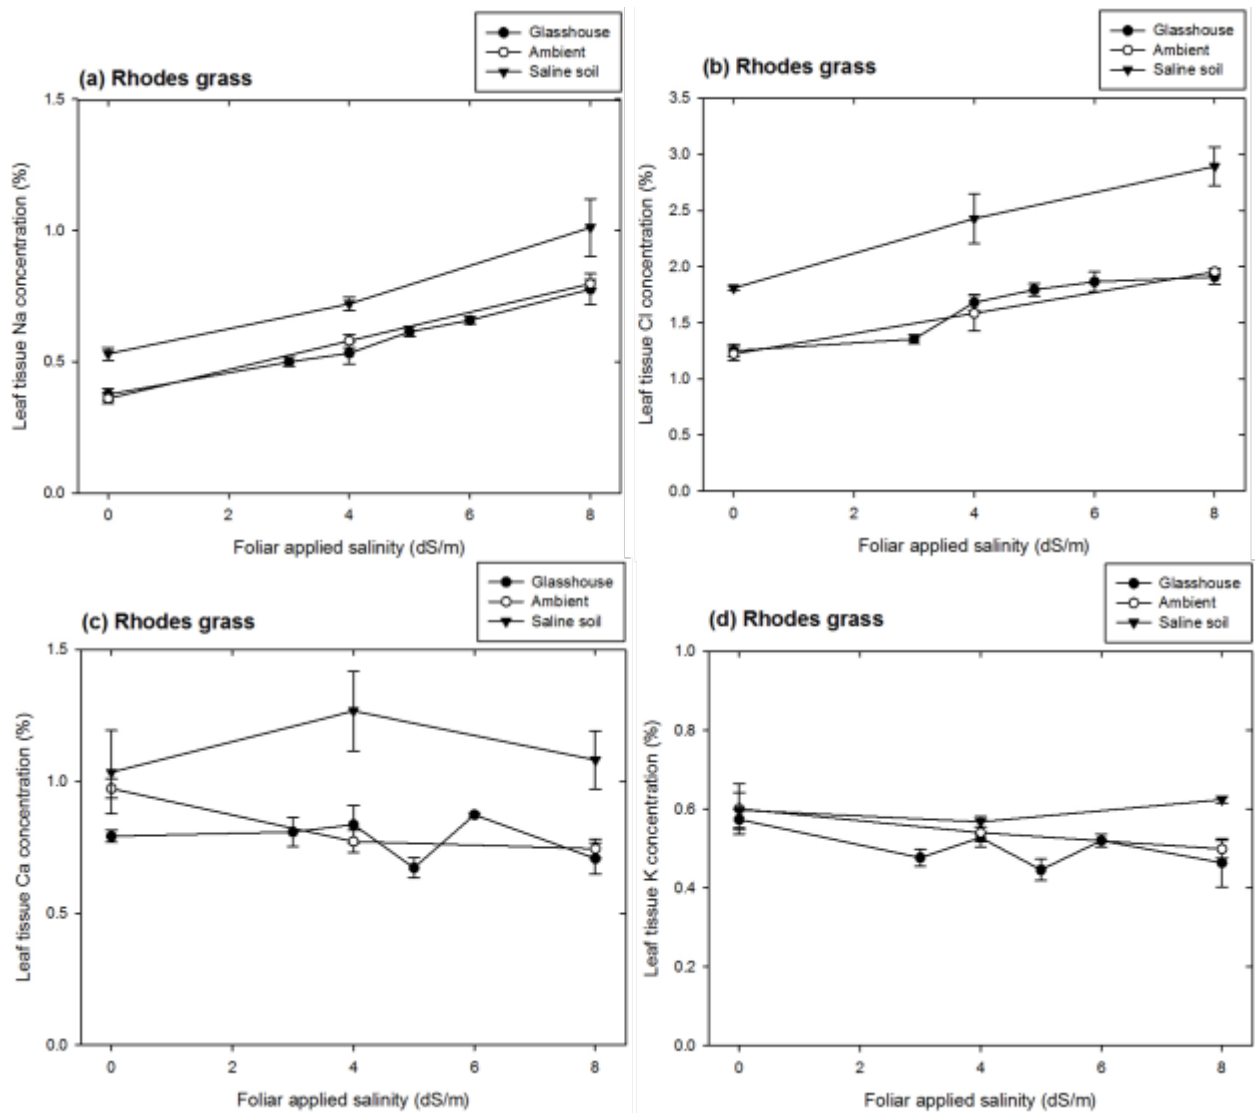 Glasshouse
Ambient
Saline soil
(a) Rhodes grass
1.5
1.0
0.5
0.0
Leaf tissue Na concentration (%)
0 2 4 6 8
Foliar applied salinity (dS/m)
Glasshouse
Ambient
Saline soil
(b) Rhodes grass
3.5
3.0
2.5
2.0
1.5
1.0
0.5
0.0
Leaf tissue Cl concentration (%)
0 2 4 6 8
Foliar applied salinity (dS/m)
Glasshouse
Ambient
Saline soil
(c) Rhodes grass
1.5
1.0
0.5
0.0
Leaf tissue Ca concentration (%)
0 2 4 6 8
Foliar applied salinity (dS/m)
Glasshouse
Ambient
Saline soil
(d) Rhodes grass
1.0
0.8
0.6
0.4
0.2
0.0
Leaf tissue K concentration (%)
0 2 4 6 8
Foliar applied salinity (dS/m)